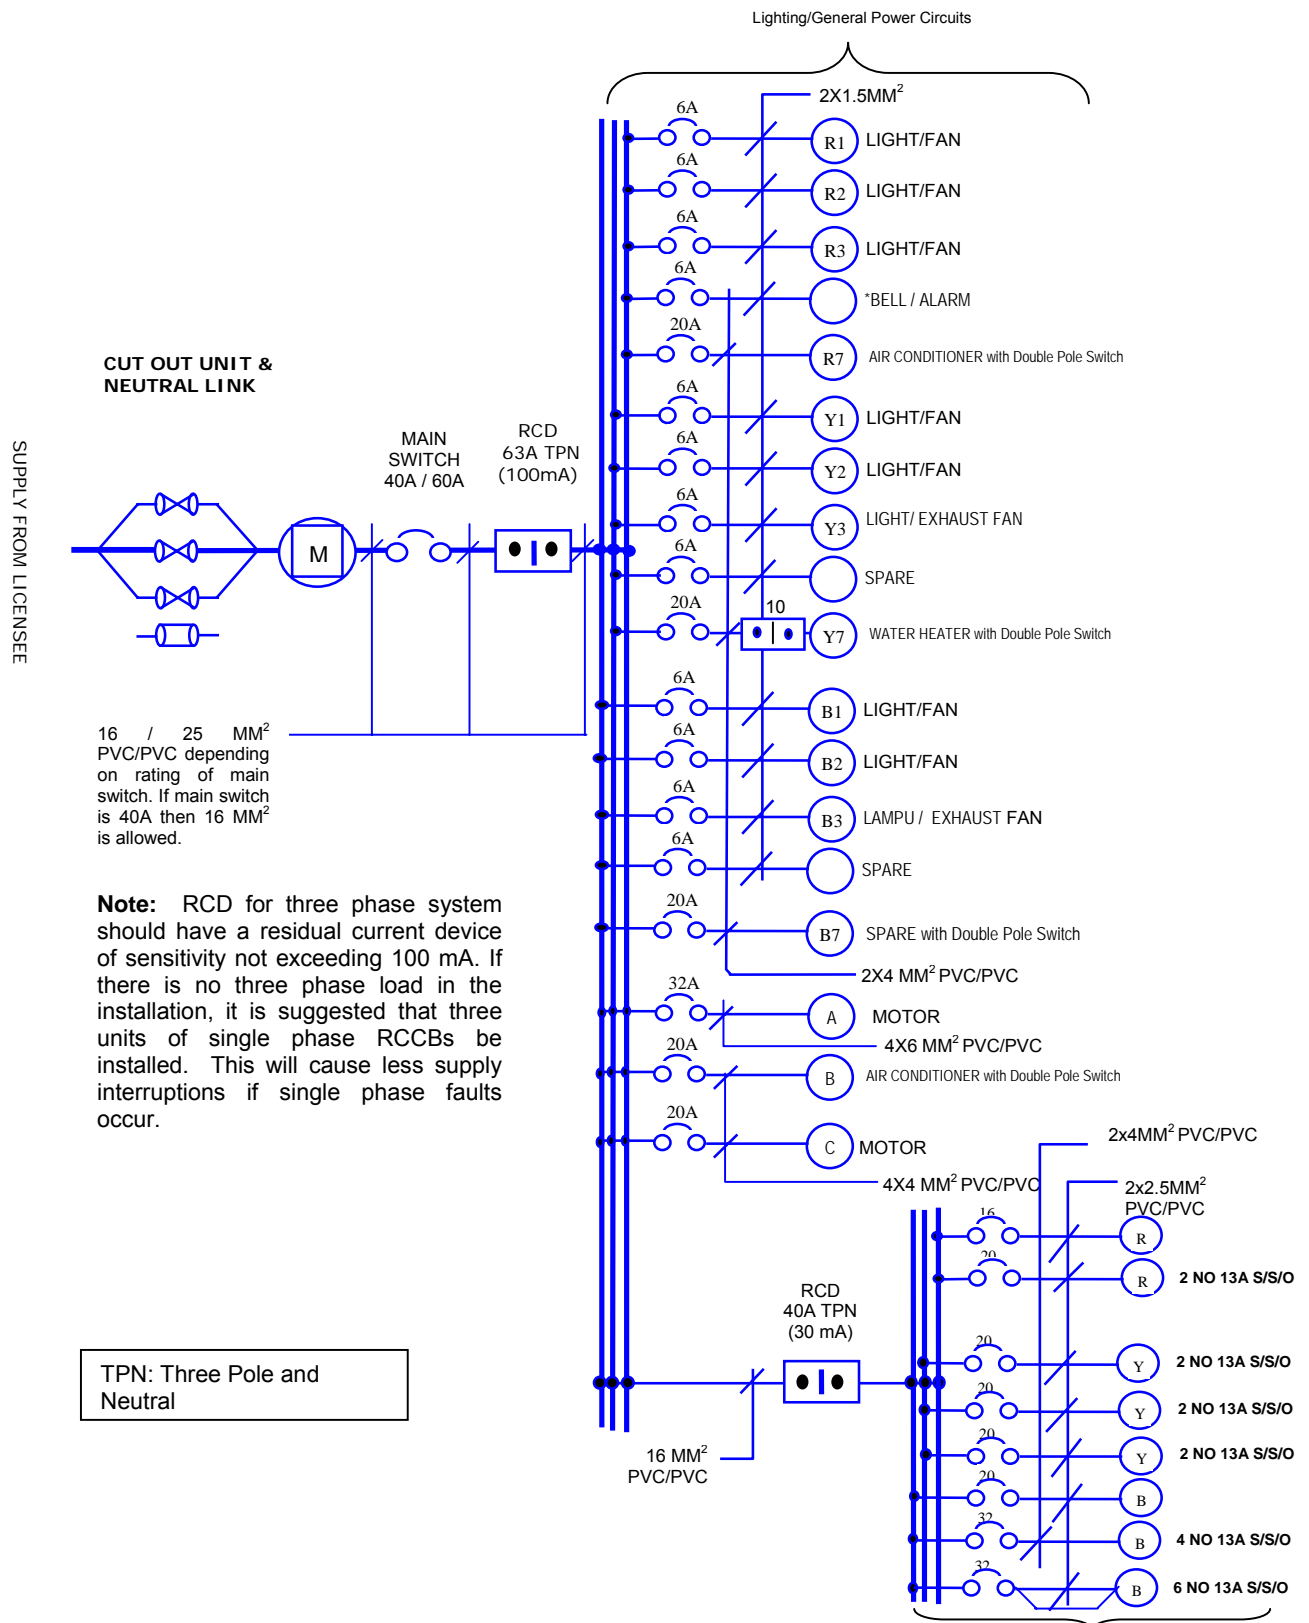 Lighting/General Power Circuits
2X1.5MM²
6A
R1 LIGHT/FAN
6A
R2 LIGHT/FAN
6A
R3 LIGHT/FAN
6A
*BELL / ALARM
20A
R7 AIR CONDITIONER with Double Pole Switch
CUT OUT UNIT &
NEUTRAL LINK
SUPPLY FROM LICENSEE
M
MAIN
SWITCH
40A / 60A
RCD
63A TPN
(100mA)
6A
Y1 LIGHT/FAN
6A
Y2 LIGHT/FAN
6A
Y3 LIGHT/ EXHAUST FAN
6A
SPARE
20A
10
Y7 WATER HEATER with Double Pole Switch
6A
B1 LIGHT/FAN
6A
B2 LIGHT/FAN
6A
B3 LAMPU / EXHAUST FAN
6A
SPARE
20A
B7 SPARE with Double Pole Switch
2X4 MM² PVC/PVC
16 / 25 MM²
PVC/PVC depending
on rating of main
switch. If main switch
is 40A then 16 MM²
is allowed.
Note: RCD for three phase system
should have a residual current device
of sensitivity not exceeding 100 mA. If
there is no three phase load in the
installation, it is suggested that three
units of single phase RCCBs be
installed. This will cause less supply
interruptions if single phase faults
occur.
32A
A MOTOR
4X6 MM² PVC/PVC
20A
B AIR CONDITIONER with Double Pole Switch
20A
C MOTOR
4X4 MM² PVC/PVC
2x4MM² PVC/PVC
2x2.5MM²
PVC/PVC
16
R
20
R 2 NO 13A S/S/O
RCD
40A TPN
(30 mA)
20
Y 2 NO 13A S/S/O
20
Y 2 NO 13A S/S/O
20
Y 2 NO 13A S/S/O
20
B
32
B 4 NO 13A S/S/O
32
B 6 NO 13A S/S/O
16 MM²
PVC/PVC
TPN: Three Pole and
Neutral